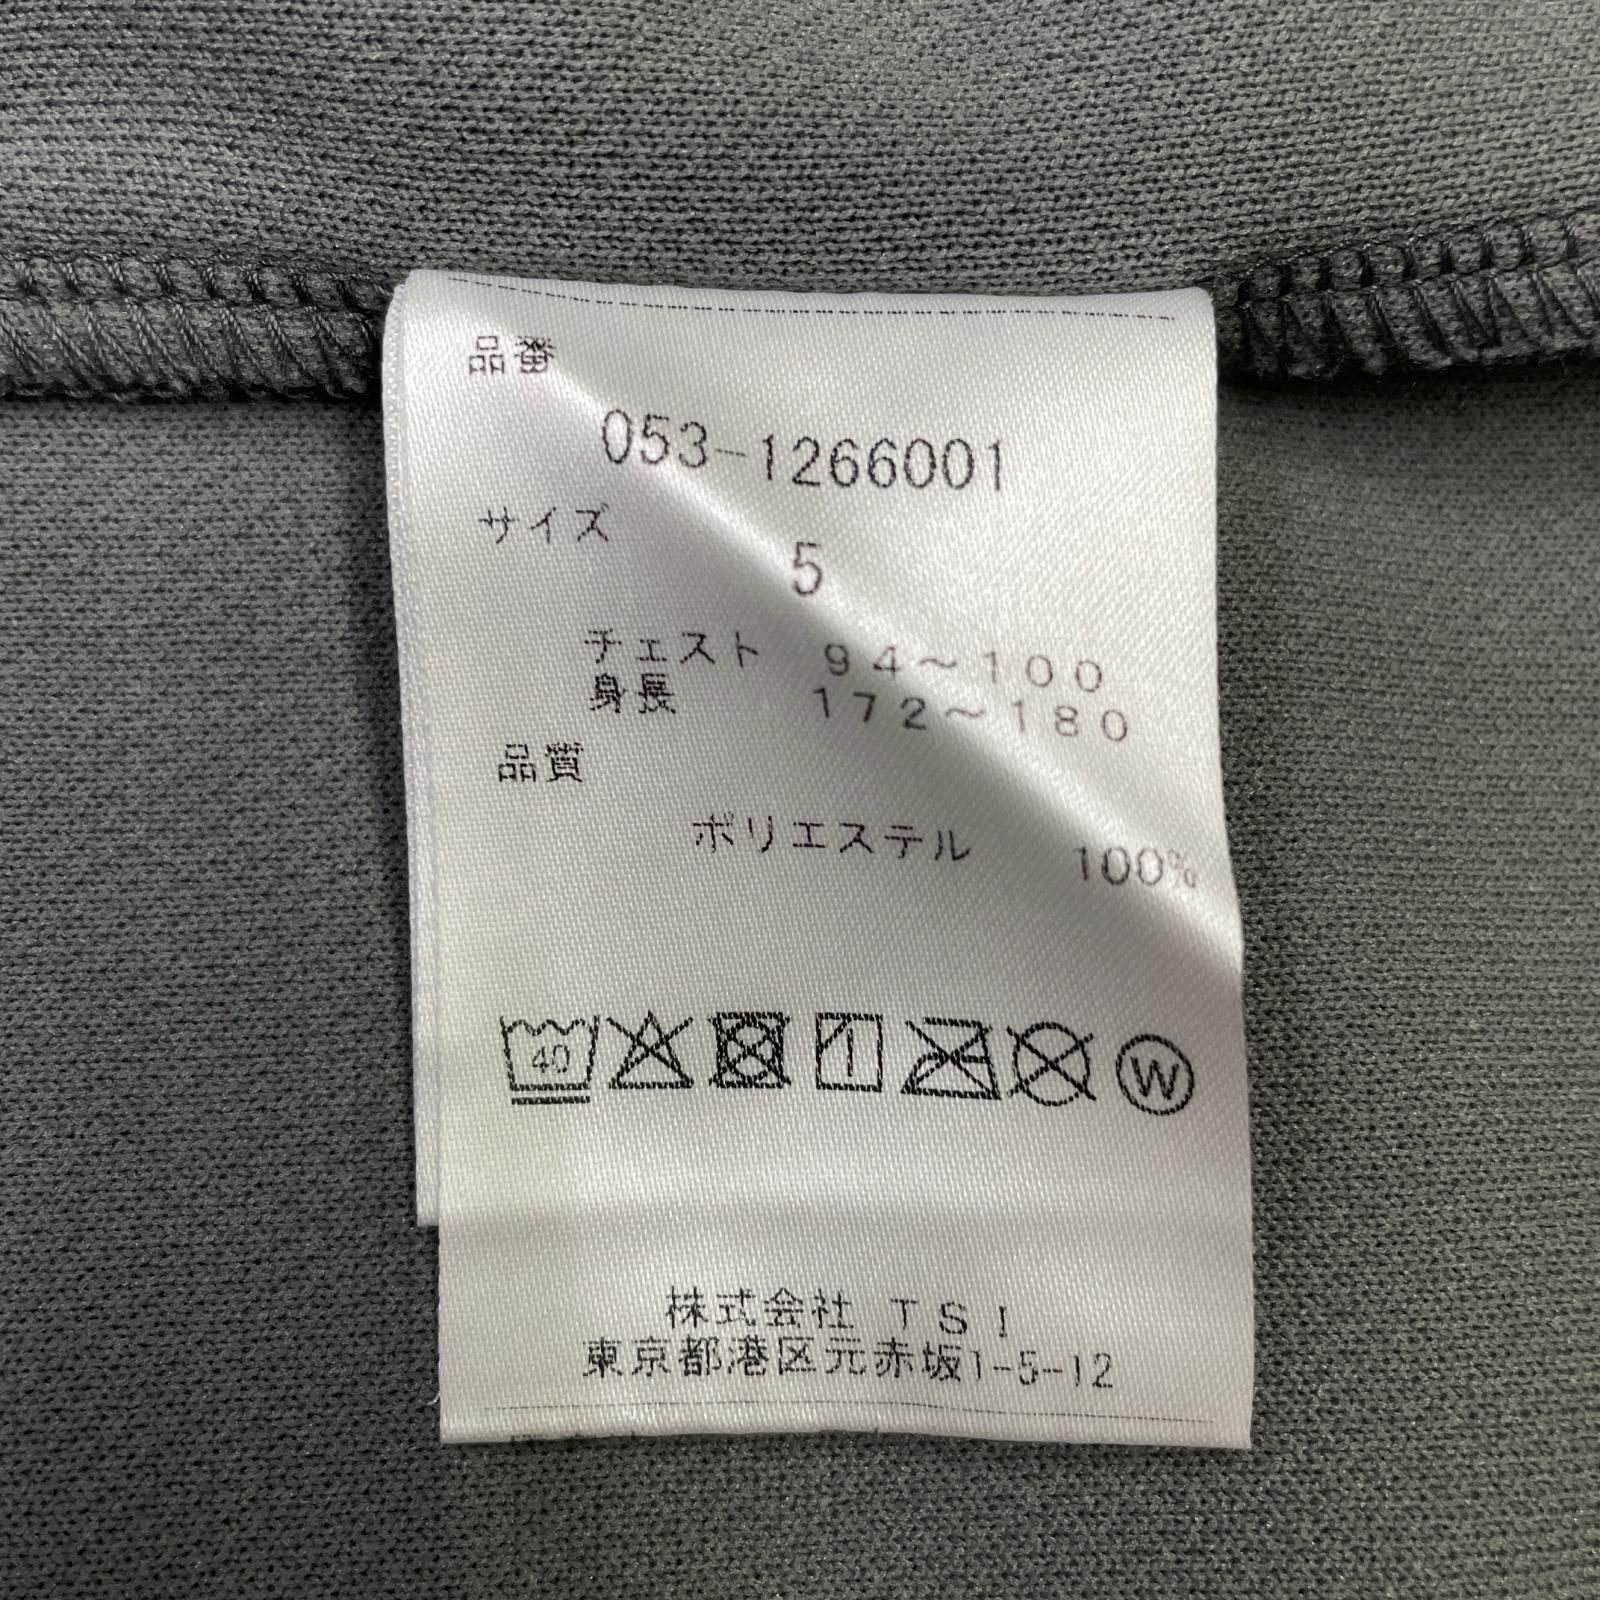 品番
053-1266001
サイズ
5
チェスト 94～100
身長 172～180
品質
ポリエステル 100%
40
W
株式会社 TSI
東京都港区元赤坂1-5-12